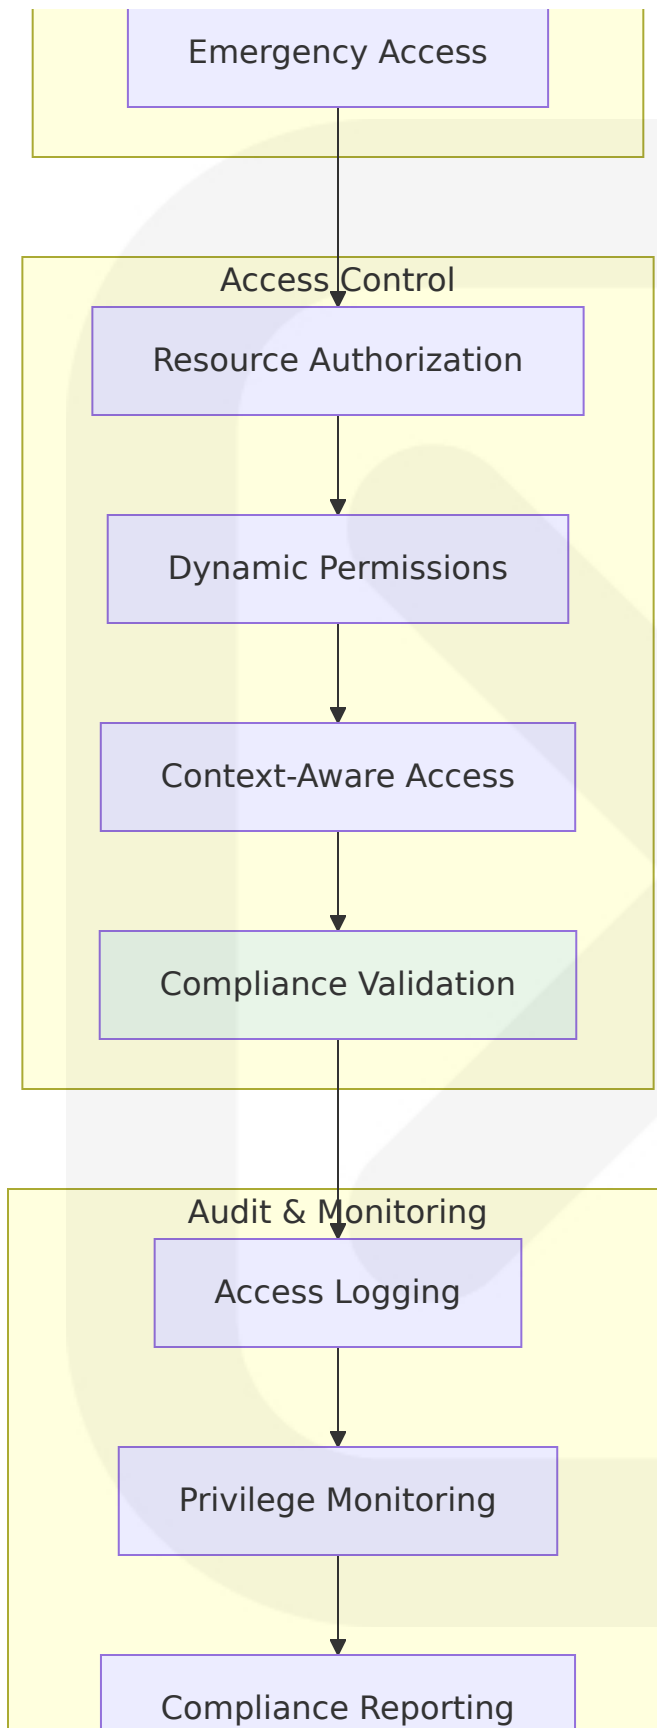 Emergency Access
Access Control
Resource Authorization
Dynamic Permissions
Context-Aware Access
Compliance Validation
Audit & Monitoring
Access Logging
Privilege Monitoring
Compliance Reporting